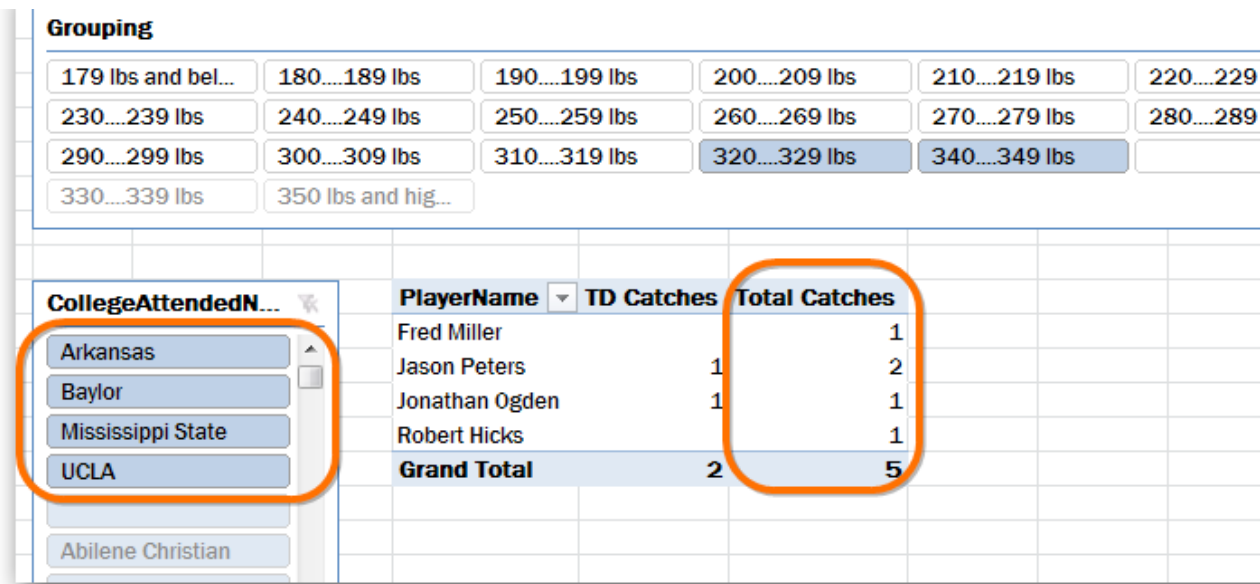 Grouping
179 lbs and bel... 180....189 lbs 190....199 lbs 200....209 lbs 210....219 lbs 220....229
230....239 lbs 240....249 lbs 250....259 lbs 260....269 lbs 270....279 lbs 280....289
290....299 lbs 300....309 lbs 310....319 lbs 320....329 lbs 340....349 lbs
330....339 lbs 350 lbs and hig...
CollegeAttendedN...
Arkansas
Baylor
Mississippi State
UCLA
Abilene Christian
PlayerName TD Catches Total Catches
Fred Miller 1
Jason Peters 1 2
Jonathan Ogden 1 1
Robert Hicks 1
Grand Total 2 5